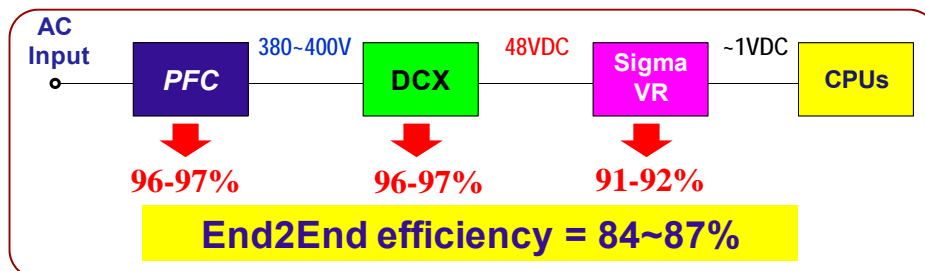 AC
Input
380~400V
48VDC
~1VDC
PFC
DCX
Sigma
VR
CPUs
96-97%
96-97%
91-92%
End2End efficiency = 84~87%